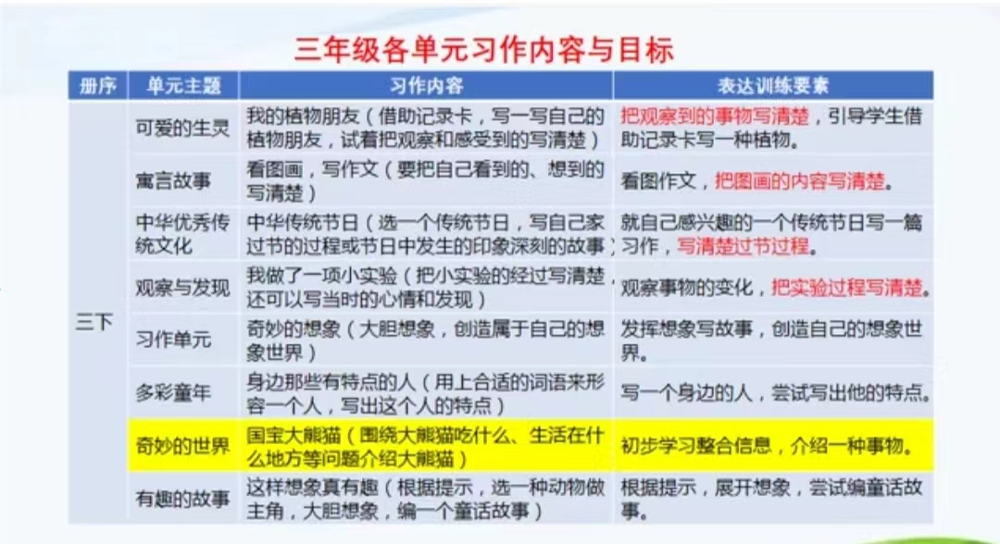 三年级各单元习作内容与目标
册序 单元主题 习作内容 表达训练要素
三下
可爱的生灵
我的植物朋友（借助记录卡，写一写自己的
植物朋友，试着把观察和感受到的写清楚）
把观察到的事物写清楚，引导学生借
助记录卡写一种植物。
寓言故事
看图画，写作文（要把自己看到的、想到的
写清楚）
看图作文，把图画的内容写清楚。
中华优秀传
统文化
中华传统节日（选一个传统节日，写自己家
过节的过程或节日中发生的印象深刻的故事）
就自己感兴趣的一个传统节日写一篇
习作，写清楚过节过程。
观察与发现
我做了一项小实验（把小实验的经过写清楚，
还可以写当时的心情和发现）
观察事物的变化，把实验过程写清楚。
习作单元
奇妙的想象（大胆想象，创造属于自己的想
象世界）
发挥想象写故事，创造自己的想象世
界。
多彩童年
身边那些有特点的人（用上合适的词语来形
容一个人，写出这个人的特点）
写一个身边的人，尝试写出他的特点。
奇妙的世界
国宝大熊猫（围绕大熊猫吃什么、生活在什
么地方等问题介绍大熊猫）
初步学习整合信息，介绍一种事物。
有趣的故事
这样想象真有趣（根据提示，选一种动物做
主角，大胆想象，编一个童话故事）
根据提示，展开想象，尝试编童话故
事。